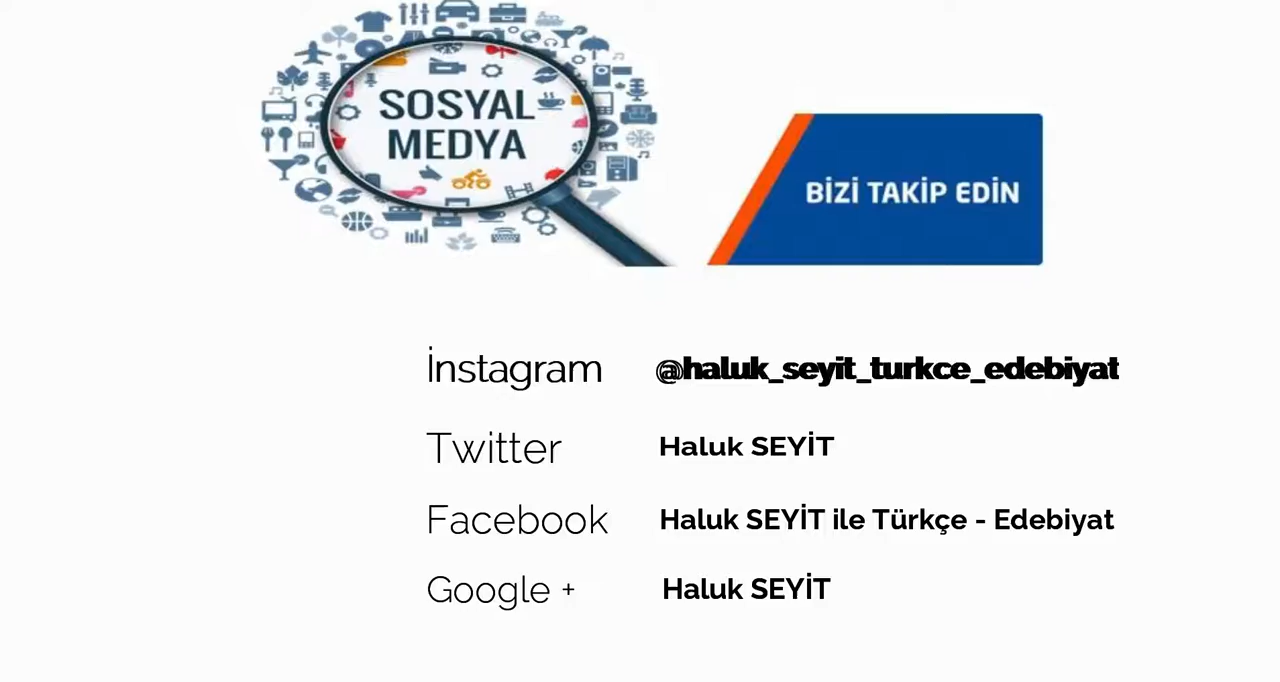 SOSYAL
MEDYA
BİZİ TAKİP EDİN
İnstagram @haluk_seyit_turkce_edebiyat
Twitter Haluk SEYİT
Facebook Haluk SEYİT ile Türkçe - Edebiyat
Google + Haluk SEYİT